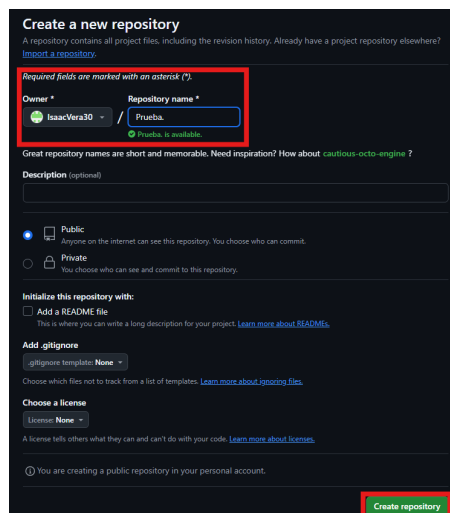 Create a new repository
A repository contains all project files, including the revision history. Already have a project repository elsewhere?
Import a repository.
Required fields are marked with an asterisk (*).
Owner * Repository name *
IsaacVera30 / Prueba.
Prueba. is available.
Great repository names are short and memorable. Need inspiration? How about cautious-octo-engine ?
Description (optional)
Public
Anyone on the internet can see this repository. You choose who can commit.
Private
You choose who can see and commit to this repository.
Initialize this repository with:
Add a README file
This is where you can write a long description for your project. Learn more about READMEs.
Add .gitignore
.gitignore template: None
Choose which files not to track from a list of templates. Learn more about ignoring files.
Choose a license
License: None
A license tells others what they can and can't do with your code. Learn more about licenses.
You are creating a public repository in your personal account.
Create repository